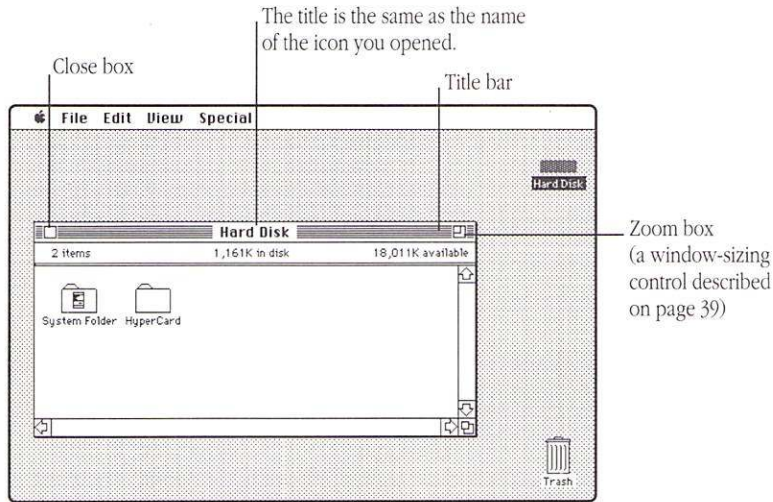 The title is the same as the name
of the icon you opened.
Close box
Title bar
File Edit View Special
Hard Disk
Hard Disk
2 items 1,161K in disk 18,011K available
System Folder HyperCard
Zoom box
(a window-sizing
control described
on page 39)
Trash